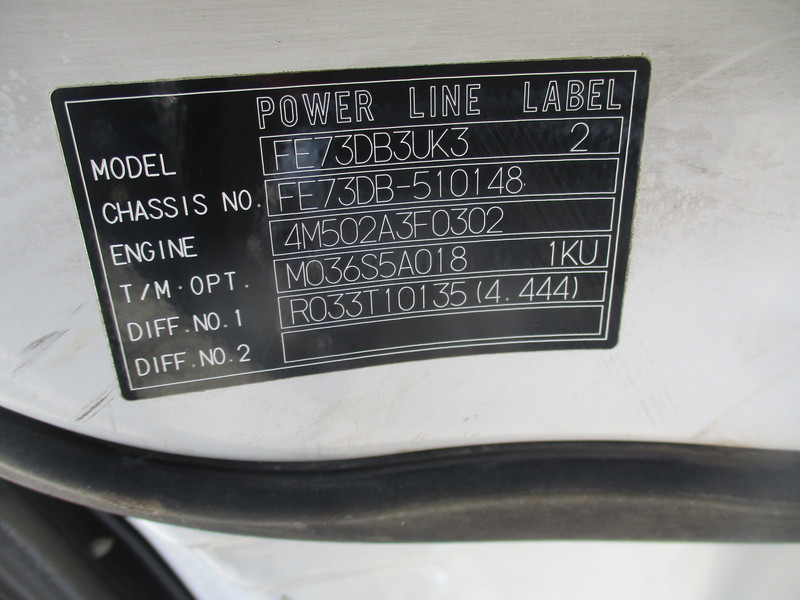 POWER LINE LABEL
MODEL FE73DB3UK3 2
CHASSIS NO. FE73DB-510148
ENGINE 4M502A3F0302
T/M·OPT. M036S5A018 1KU
DIFF.NO.1 R033T10135(4.444)
DIFF.NO.2